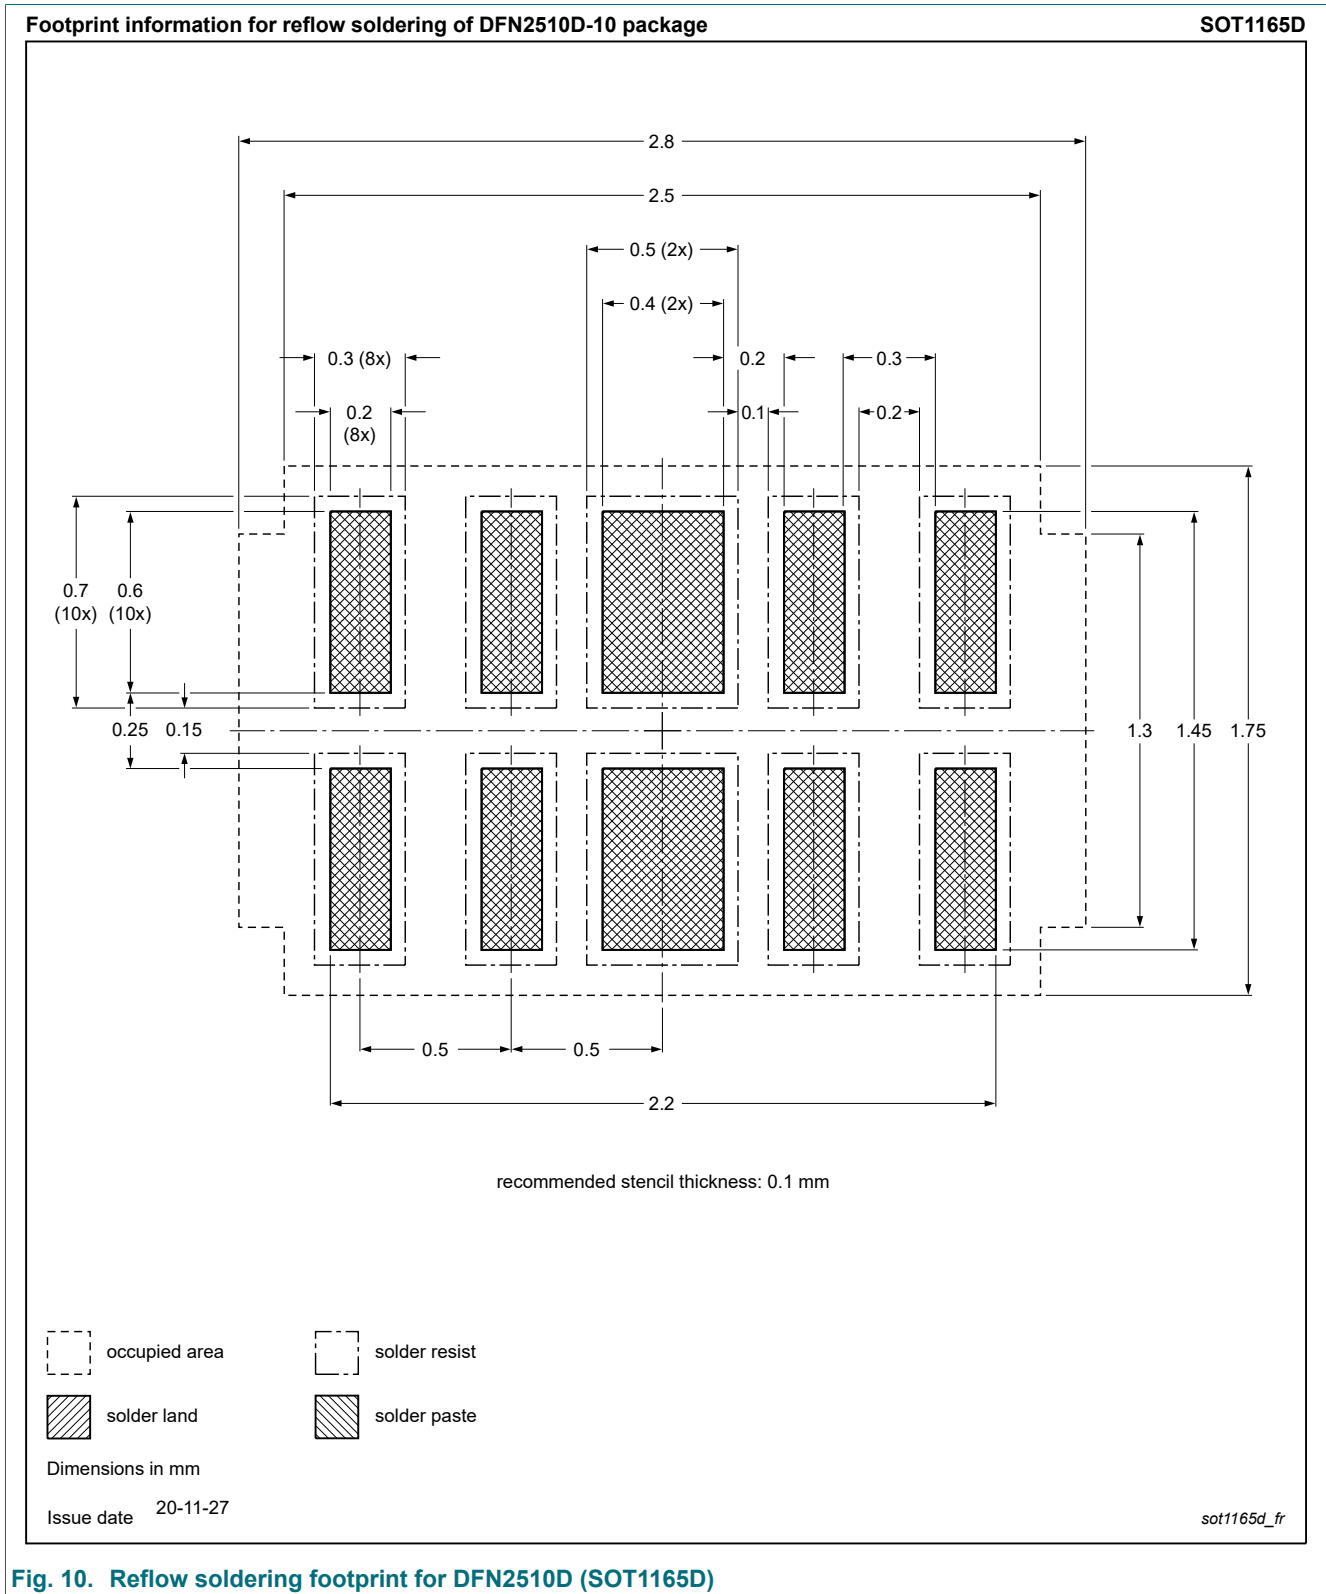 Footprint information for reflow soldering of DFN2510D-10 package SOT1165D
2.8
2.5
0.5 (2x)
0.4 (2x)
0.3 (8x) 0.2 0.3
0.2 0.1 0.2
(8x)
0.7 0.6
(10x) (10x)
0.25 0.15 1.3 1.45 1.75
0.5 0.5
2.2
recommended stencil thickness: 0.1 mm
occupied area solder resist
solder land solder paste
Dimensions in mm
Issue date 20-11-27 sot1165d_fr
Fig. 10. Reflow soldering footprint for DFN2510D (SOT1165D)